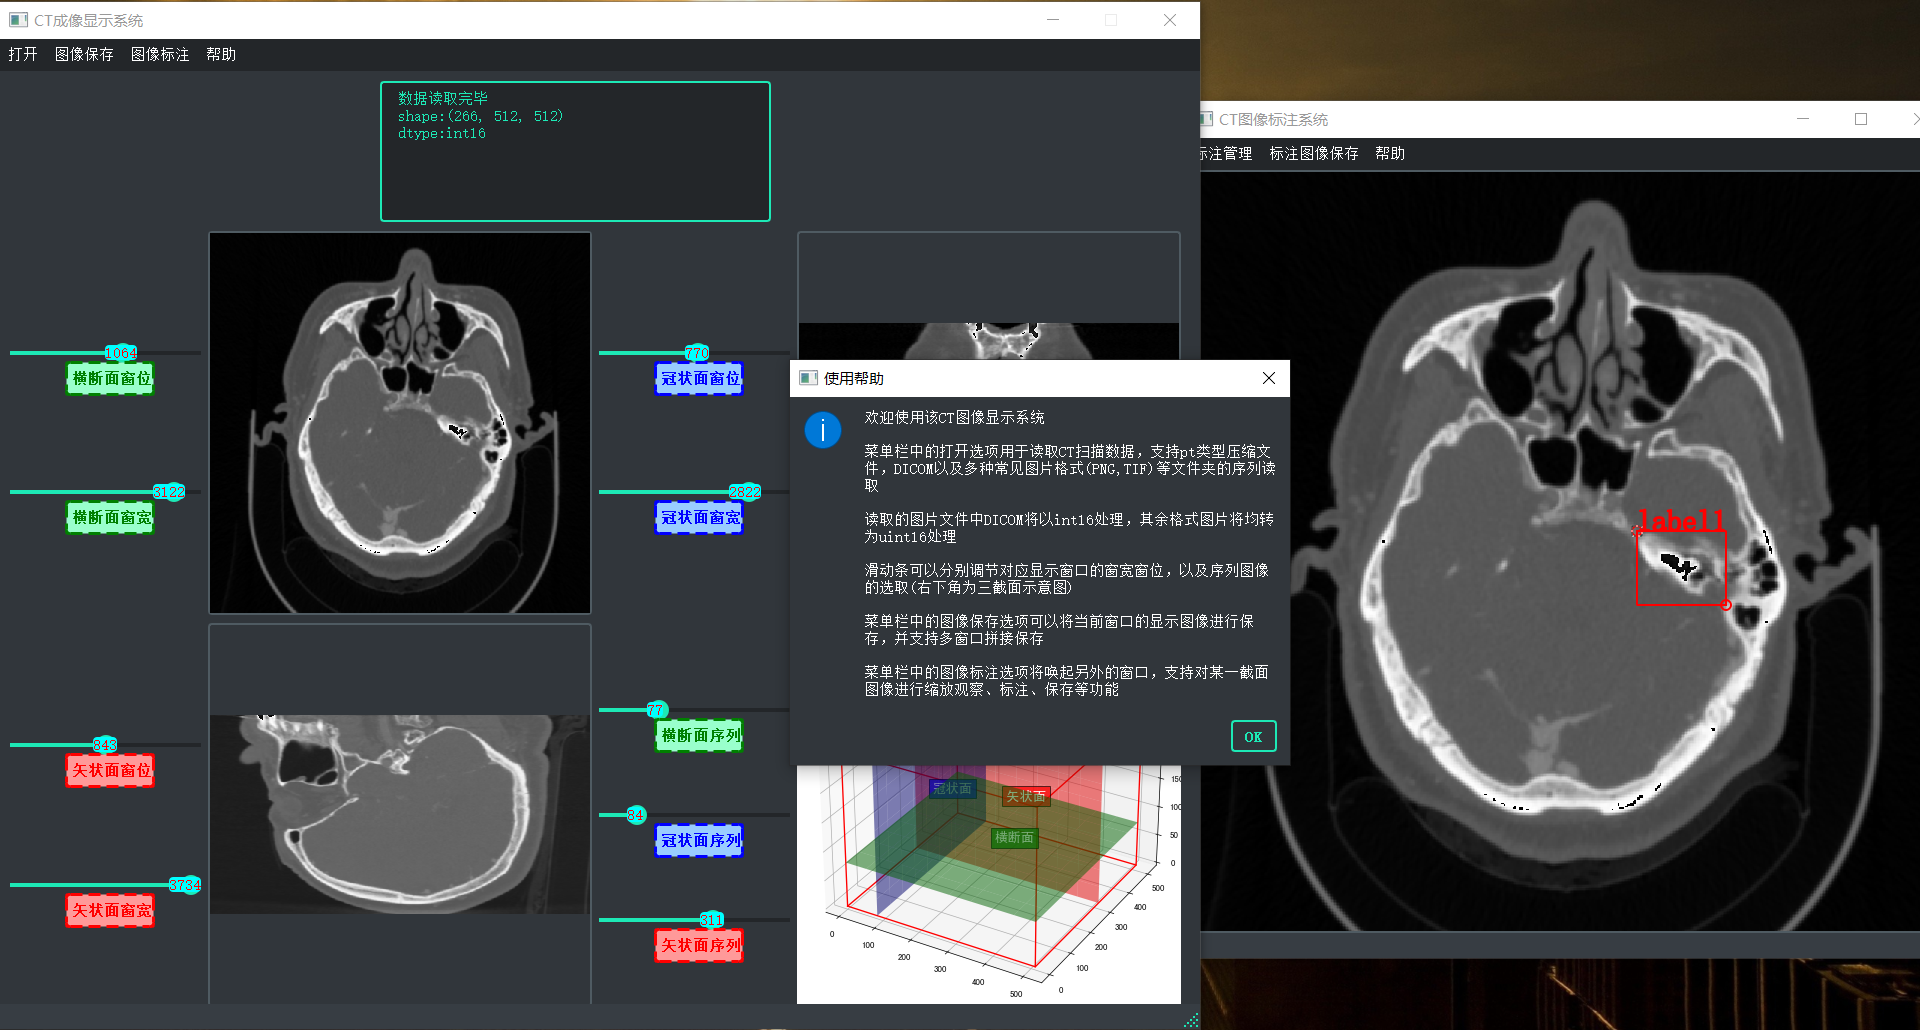 CT成像显示系统
打开 图像保存 图像标注 帮助
数据读取完毕
shape:(266, 512, 512)
dtype:int16
CT图像标注系统
标注管理 标注图像保存 帮助
label1
1064
横断面窗位
3122
横断面窗宽
843
矢状面窗位
3734
矢状面窗宽
770
冠状面窗位
2822
冠状面窗宽
77
横断面序列
84
冠状面序列
311
矢状面序列
使用帮助
欢迎使用该CT图像显示系统
菜单栏中的打开选项用于读取CT扫描数据，支持pt类型压缩文
件，DICOM以及多种常见图片格式(PNG,TIF)等文件夹的序列读
取
读取的图片文件中DICOM将以int16处理，其余格式图片将均转
为uint16处理
滑动条可以分别调节对应显示窗口的窗宽窗位，以及序列图像
的选取(右下角为三截面示意图)
菜单栏中的图像保存选项可以将当前窗口的显示图像进行保
存，并支持多窗口拼接保存
菜单栏中的图像标注选项将唤起另外的窗口，支持对某一截面
图像进行缩放观察、标注、保存等功能
OK
冠状面
矢状面
横断面
150
100
50
0
0
100
200
300
400
500
0
100
200
300
400
500